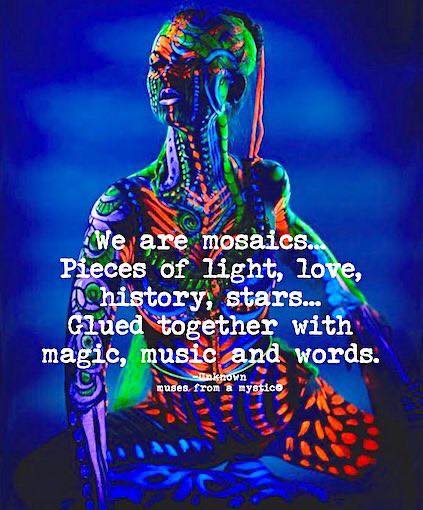 We are mosaics...
Pieces of light, love,
history, stars...
Glued together with
magic, music and words.
-Unknown
muses from a mystic©